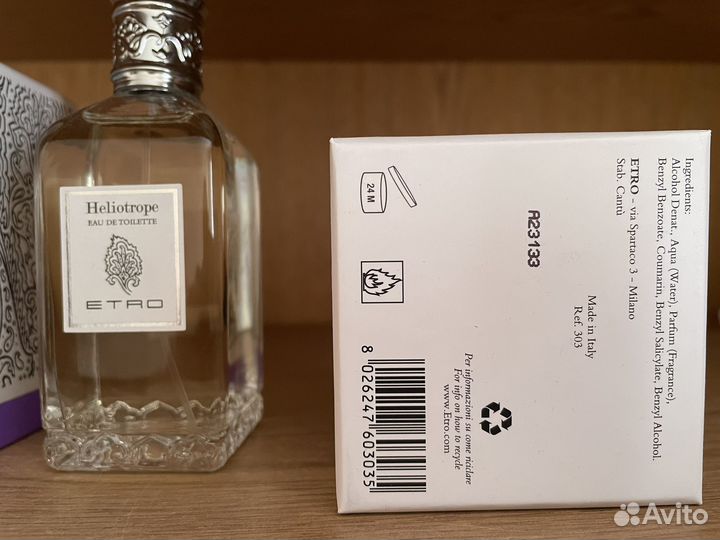 Heliotrope
EAU DE TOILETTE
ETRO
Ingredients:
Alcohol Denat., Aqua (Water), Parfum (Fragrance),
Benzyl Benzoate, Coumarin, Benzyl Salicylate, Benzyl Alcohol.
ETRO - via Spartaco 3 - Milano
Stab. Cantù
Made in Italy
Ref. 303
A23133
24 M
Per informazioni su come riciclare
For info on how to recycle
www.Etro.com
8 026247 603035
Avito